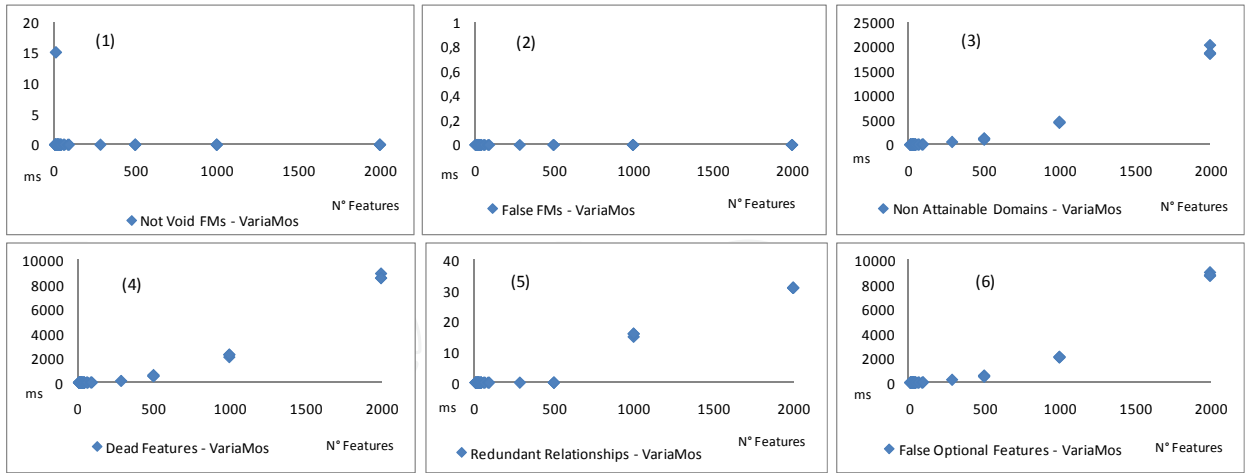 20
15
10
5
0
ms
(1)
0 500 1000 1500 2000
N° Features
Not Void FMs - VariaMos
1
0,8
0,6
0,4
0,2
0
ms
(2)
0 500 1000 1500 2000
N° Features
False FMs - VariaMos
25000
20000
15000
10000
5000
0
ms
(3)
0 500 1000 1500 2000
N° Features
Non Attainable Domains - VariaMos
10000
8000
6000
4000
2000
0
ms
(4)
0 500 1000 1500 2000
N° Features
Dead Features - VariaMos
40
30
20
10
0
ms
(5)
0 500 1000 1500 2000
N° Features
Redundant Relationships - VariaMos
10000
8000
6000
4000
2000
0
ms
(6)
0 500 1000 1500 2000
N° Features
False Optional Features - VariaMos